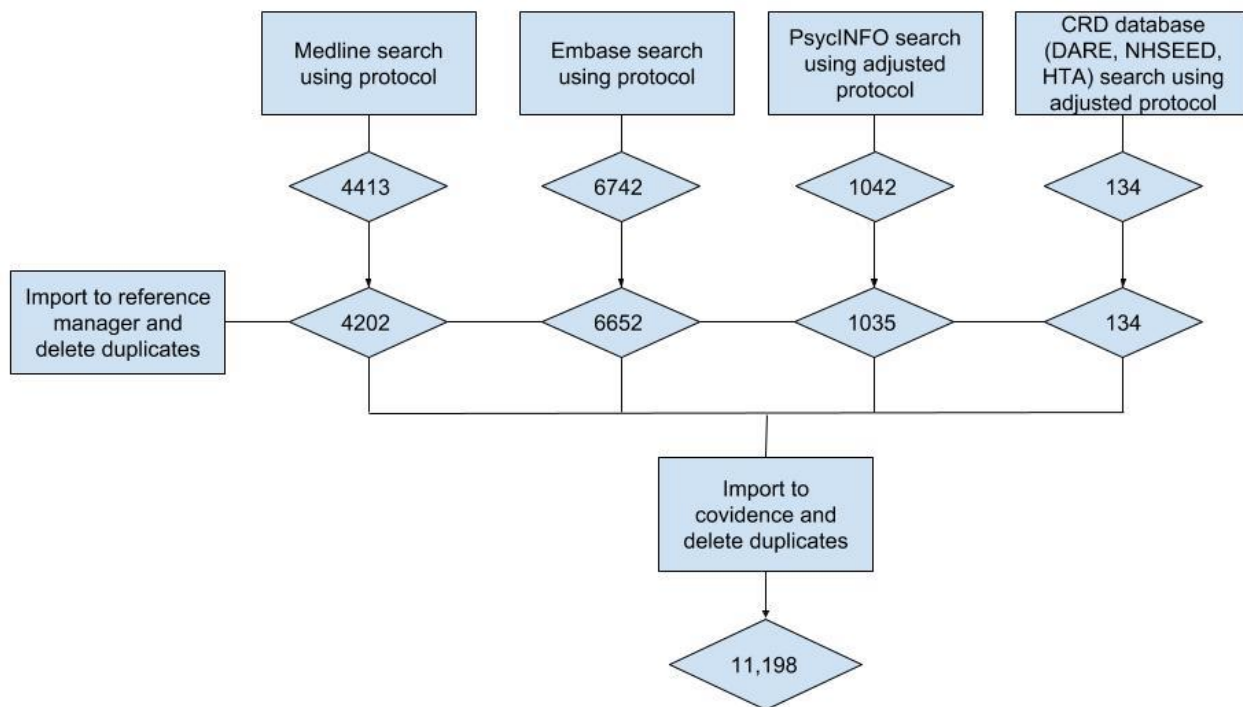 Medline search
using protocol
Embase search
using protocol
PsycINFO search
using adjusted
protocol
CRD database
(DARE, NHSEED,
HTA) search using
adjusted protocol
4413
6742
1042
134
Import to reference
manager and
delete duplicates
4202
6652
1035
134
Import to
covidence and
delete duplicates
11,198